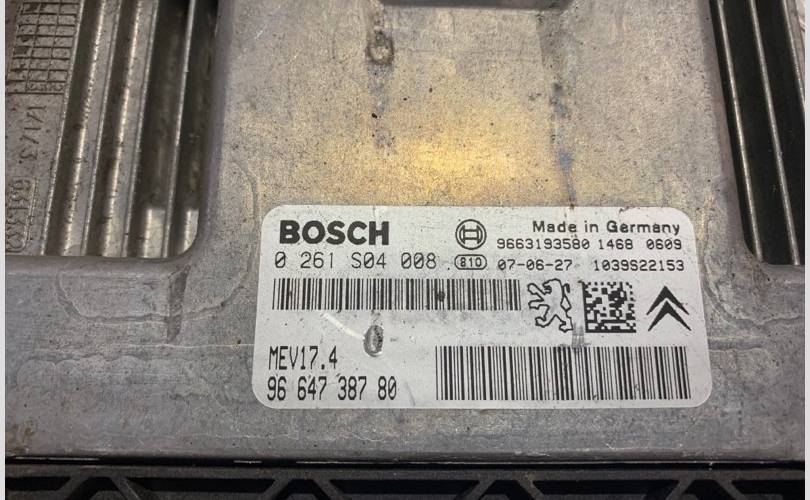 BOSCH
Made in Germany
9663193580 1468 0609
0 261 S04 008
810
07-06-27
1039S22153
MEV17.4
96 647 387 80